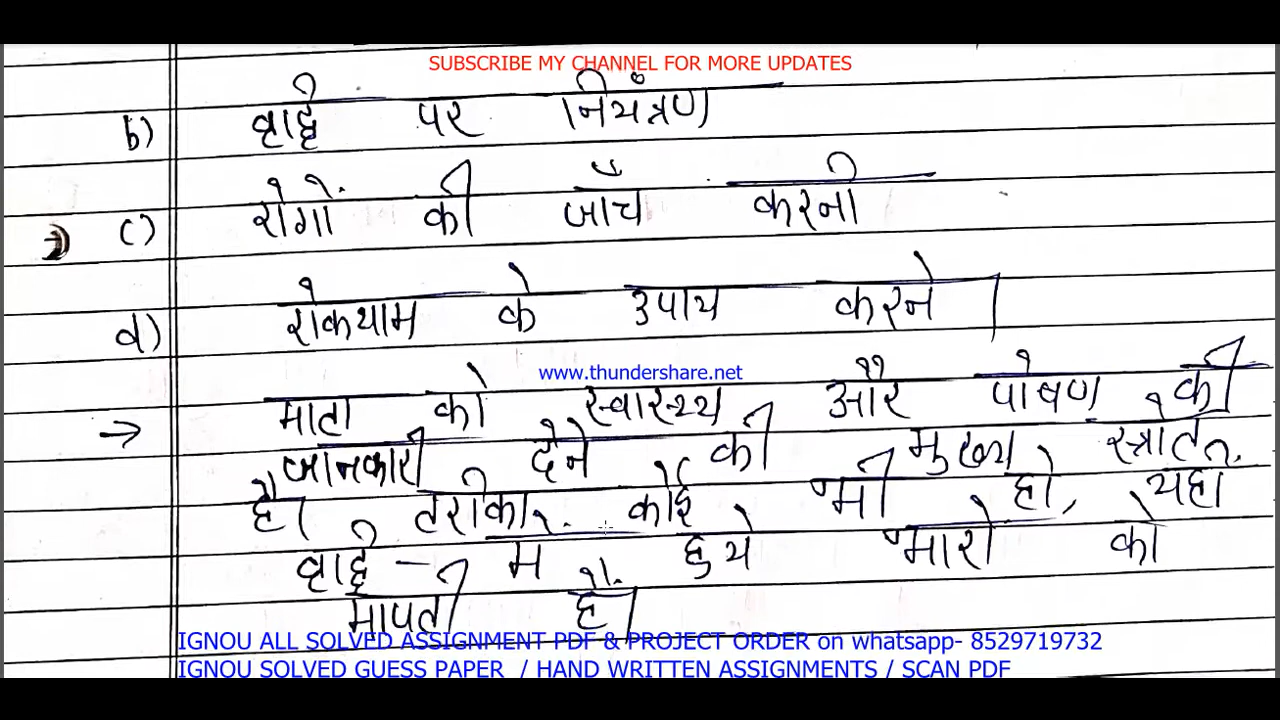 SUBSCRIBE MY CHANNEL FOR MORE UPDATES
b) वृद्धि पर नियंत्रण
c) रोगों की जाँच करनी
d) रोकथाम के उपाय करने।
www.thundershare.net
→ माता को स्वास्थ्य और पोषण की
जानकारी देने की मुख्य स्त्रोत
है। तरीका कोई भी हो, यही
वृद्धि - में हुये भारो को
मापती है।
IGNOU ALL SOLVED ASSIGNMENT PDF & PROJECT ORDER on whatsapp- 8529719732
IGNOU SOLVED GUESS PAPER / HAND WRITTEN ASSIGNMENTS / SCAN PDF